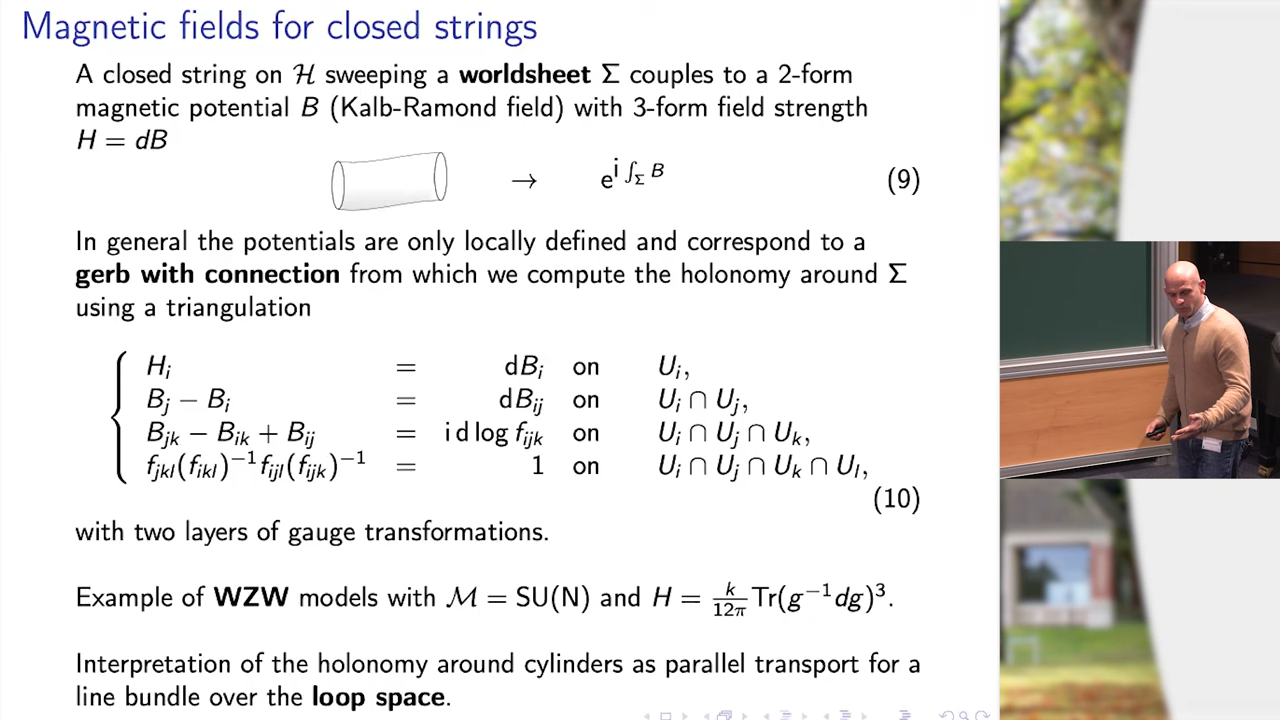 Magnetic fields for closed strings
A closed string on ℋ sweeping a worldsheet Σ couples to a 2-form
magnetic potential B (Kalb-Ramond field) with 3-form field strength
H = dB
→ e^{i ∫_Σ B} (9)
In general the potentials are only locally defined and correspond to a
gerb with connection from which we compute the holonomy around Σ
using a triangulation
H_i = dB_i on U_i,
B_j − B_i = dB_{ij} on U_i ∩ U_j,
B_{jk} − B_{ik} + B_{ij} = i d log f_{ijk} on U_i ∩ U_j ∩ U_k,
f_{jkl}(f_{ikl})^{−1} f_{ijl}(f_{ijk})^{−1} = 1 on U_i ∩ U_j ∩ U_k ∩ U_l,
(10)
with two layers of gauge transformations.
Example of WZW models with ℳ = SU(N) and H = \frac{k}{12π}Tr(g^{−1}dg)^3.
Interpretation of the holonomy around cylinders as parallel transport for a
line bundle over the loop space.